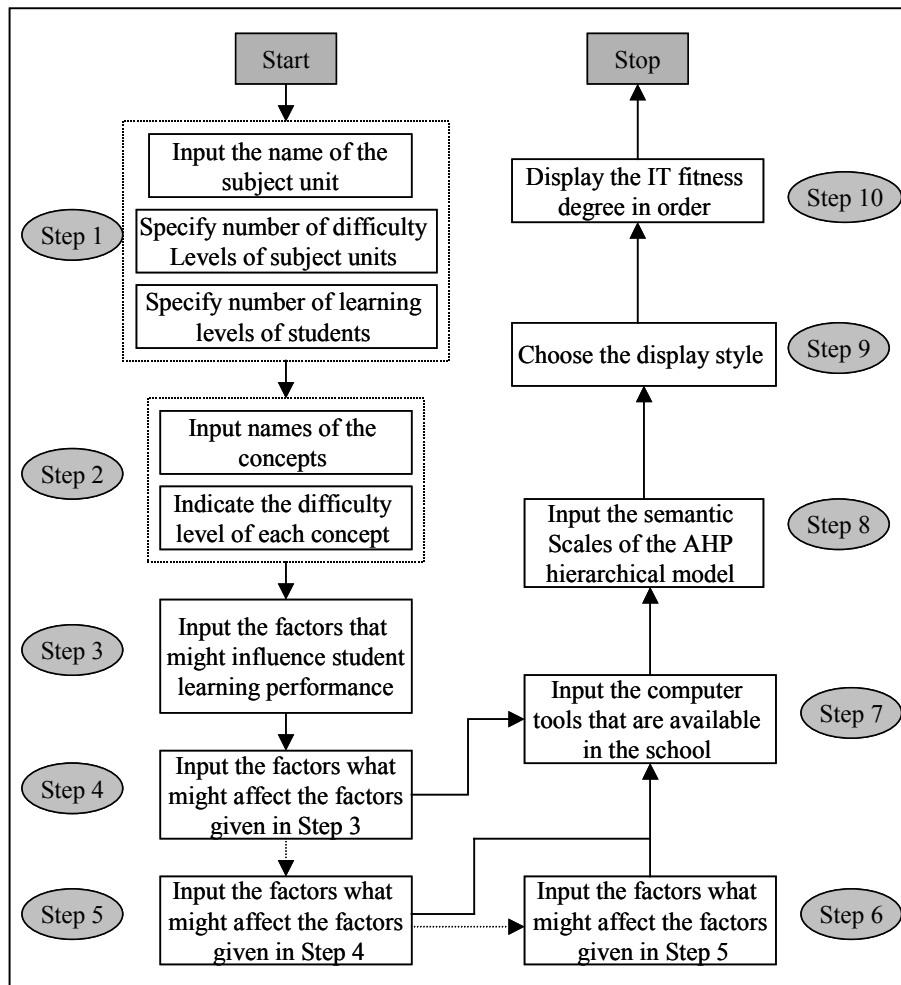 Start
Step 1
Input the name of the
subject unit
Specify number of difficulty
Levels of subject units
Specify number of learning
levels of students
Step 2
Input names of the
concepts
Indicate the difficulty
level of each concept
Step 3
Input the factors that
might influence student
learning performance
Step 4
Input the factors what
might affect the factors
given in Step 3
Step 5
Input the factors what
might affect the factors
given in Step 4
Input the factors what
might affect the factors
given in Step 5
Step 6
Input the computer
tools that are available
in the school
Step 7
Input the semantic
Scales of the AHP
hierarchical model
Step 8
Choose the display style
Step 9
Display the IT fitness
degree in order
Step 10
Stop